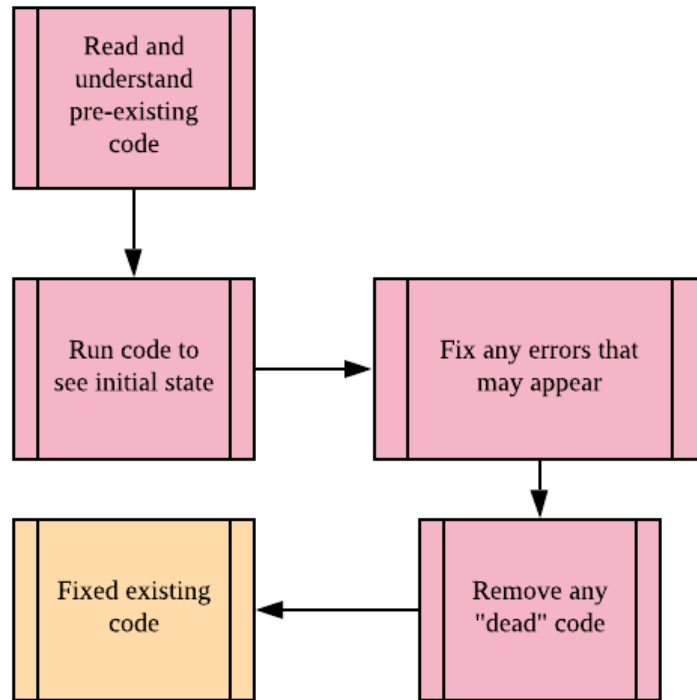 Read and
understand
pre-existing
code
Run code to
see initial state
Fix any errors that
may appear
Remove any
"dead" code
Fixed existing
code